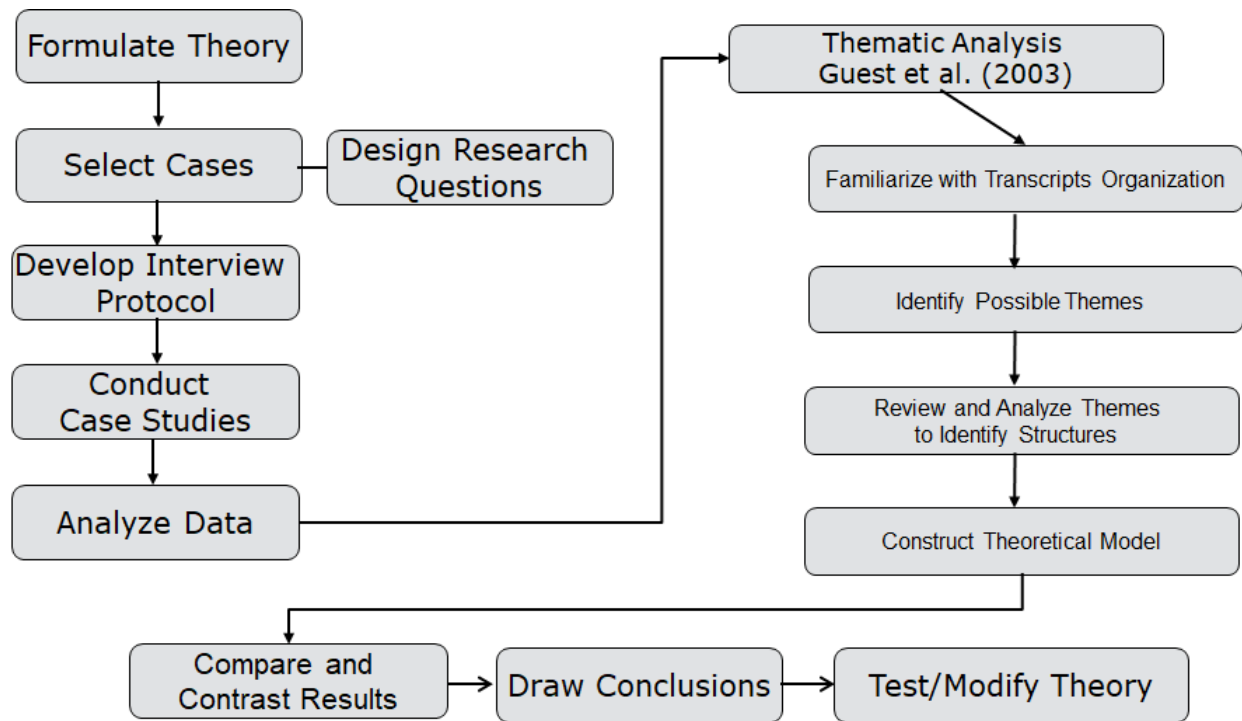 Formulate Theory
Select Cases
Design Research
Questions
Develop Interview
Protocol
Conduct
Case Studies
Analyze Data
Thematic Analysis
Guest et al. (2003)
Familiarize with Transcripts Organization
Identify Possible Themes
Review and Analyze Themes
to Identify Structures
Construct Theoretical Model
Compare and
Contrast Results
Draw Conclusions
Test/Modify Theory